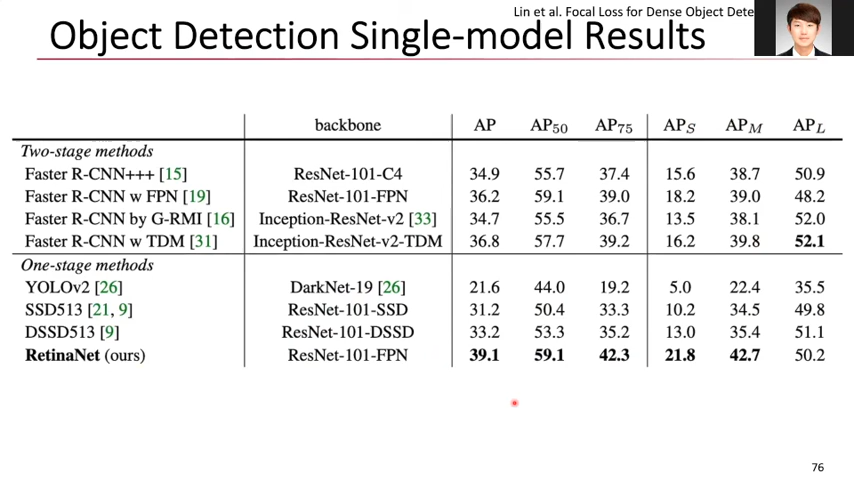 Lin et al. Focal Loss for Dense Object Dete
Object Detection Single-model Results
backbone AP AP50 AP75 APS APM APL
Two-stage methods
Faster R-CNN+++ [15] ResNet-101-C4 34.9 55.7 37.4 15.6 38.7 50.9
Faster R-CNN w FPN [19] ResNet-101-FPN 36.2 59.1 39.0 18.2 39.0 48.2
Faster R-CNN by G-RMI [16] Inception-ResNet-v2 [33] 34.7 55.5 36.7 13.5 38.1 52.0
Faster R-CNN w TDM [31] Inception-ResNet-v2-TDM 36.8 57.7 39.2 16.2 39.8 52.1
One-stage methods
YOLOv2 [26] DarkNet-19 [26] 21.6 44.0 19.2 5.0 22.4 35.5
SSD513 [21, 9] ResNet-101-SSD 31.2 50.4 33.3 10.2 34.5 49.8
DSSD513 [9] ResNet-101-DSSD 33.2 53.3 35.2 13.0 35.4 51.1
RetinaNet (ours) ResNet-101-FPN 39.1 59.1 42.3 21.8 42.7 50.2
76